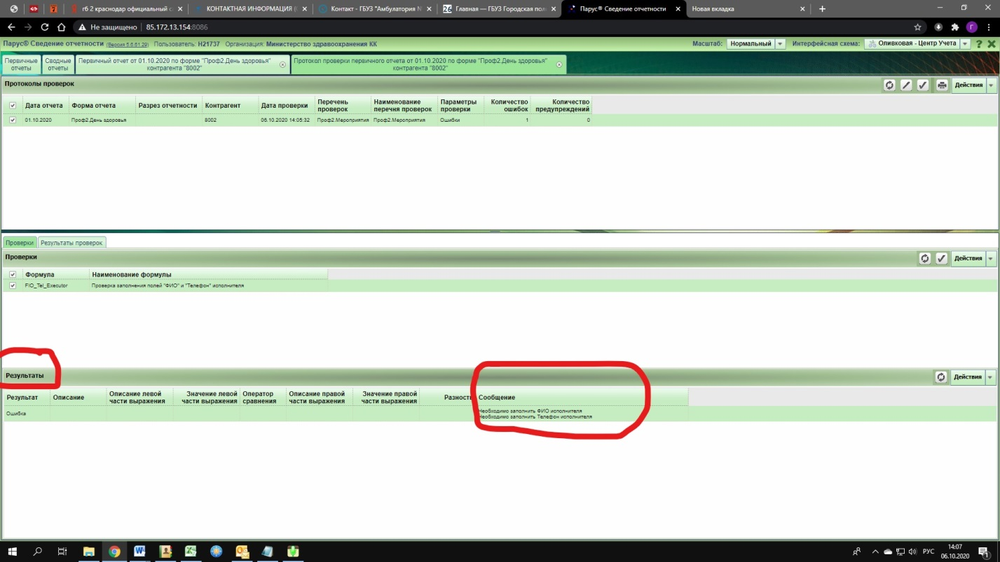 гб 2 краснодар официальный с
КОНТАКТНАЯ ИНФОРМАЦИЯ (
Контакт - ГБУЗ "Амбулатория N
26 Главная — ГБУЗ Городская пол
Парус® Сведение отчетности
Новая вкладка
Не защищено 85.172.13.154:8086
Парус® Сведение отчетности (Версия 5.6.61.29) Пользователь: H21737 Организация: Министерство здравоохранения КК
Масштаб: Нормальный Интерфейсная схема: Оливковая - Центр Учета
Первичные отчеты
Сводные отчеты
Первичный отчет от 01.10.2020 по форме "Проф2.День здоровья"
контрагента "8002"
Протокол проверки первичного отчета от 01.10.2020 по форме "Проф2.День здоровья"
контрагента "8002"
Протоколы проверок
Действия
Дата отчета Форма отчета Разрез отчетности Контрагент Дата проверки Перечень проверок Наименование перечня проверок Параметры проверки Количество ошибок Количество предупреждений
01.10.2020 Проф2.День здоровья 8002 06.10.2020 14:05:32 Проф2.Мероприятия Проф2.Мероприятия Ошибки 1 0
Проверки Результаты проверок
Проверки
Действия
Формула Наименование формулы
FIO_Tel_Executor Проверка заполнения полей "ФИО" и "Телефон" исполнителя
Результаты
Действия
Результат Описание Описание левой части выражения Значение левой части выражения Оператор сравнения Описание правой части выражения Значение правой части выражения Разность Сообщение
Ошибка Необходимо заполнить ФИО исполнителя
Необходимо заполнить Телефон исполнителя
РУС
14:07
06.10.2020